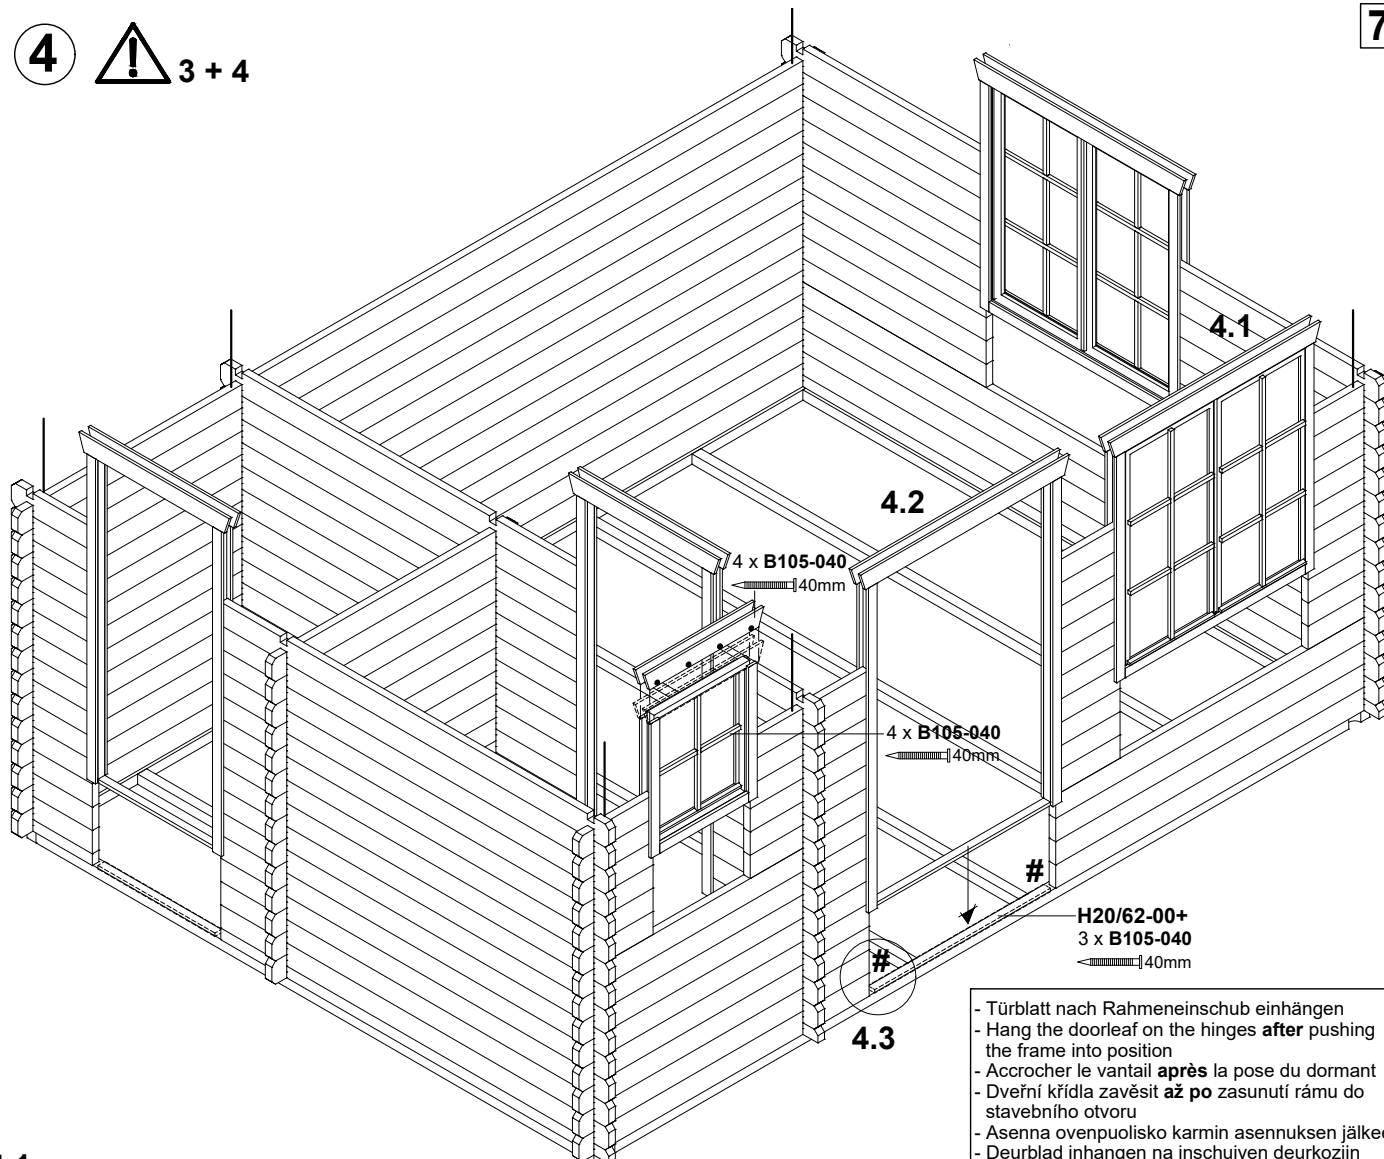 4
3 + 4
7
4.1
4.2
4 x B105-040
40mm
4 x B105-040
40mm
#
H20/62-00+
3 x B105-040
40mm
#
4.3
- Türblatt nach Rahmeneinschub einhängen
- Hang the doorleaf on the hinges after pushing
the frame into position
- Accrocher le vantail après la pose du dormant
- Dveřní křídla zavěsit až po zasunutí rámu do
stavebního otvoru
- Asenna ovenpuolisko karmin asennuksen
- Deurblad inhangen na inschuiven deurkozijn